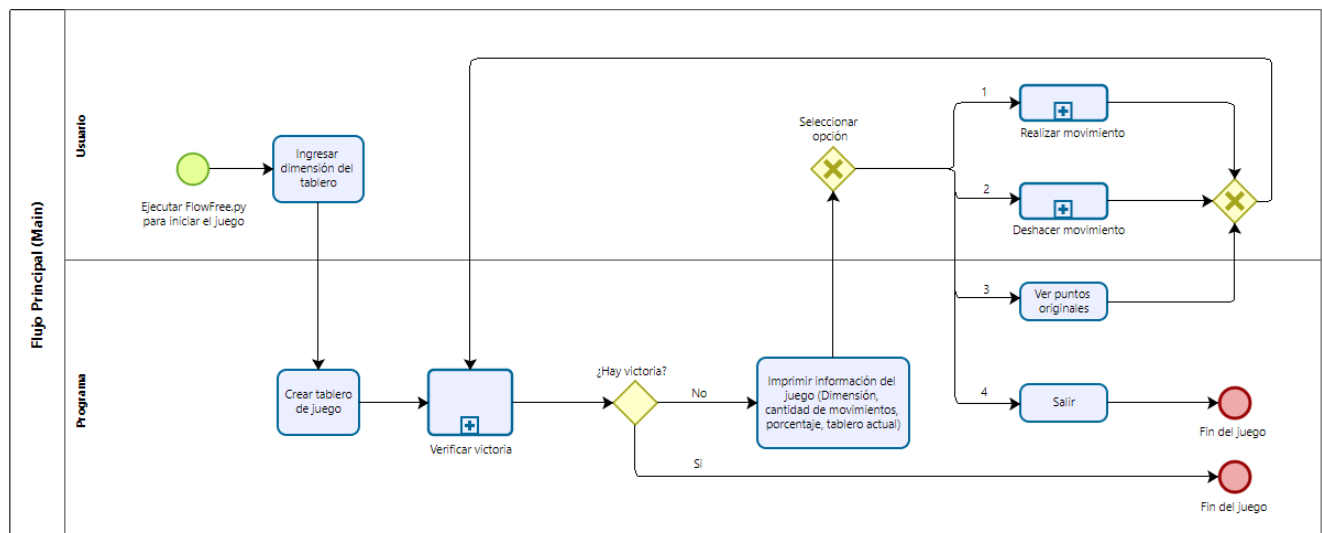 Flujo Principal (Main)
Usuario
Ejecutar FlowFree.py
para iniciar el juego
Ingresar
dimensión del
tablero
Seleccionar
opción
1
Realizar movimiento
2
Deshacer movimiento
Programa
Crear tablero
de juego
Verificar victoria
¿Hay victoria?
No
Sí
Imprimir información del
juego (Dimensión,
cantidad de movimientos,
porcentaje, tablero actual)
3
Ver puntos
originales
4
Salir
Fin del juego
Fin del juego